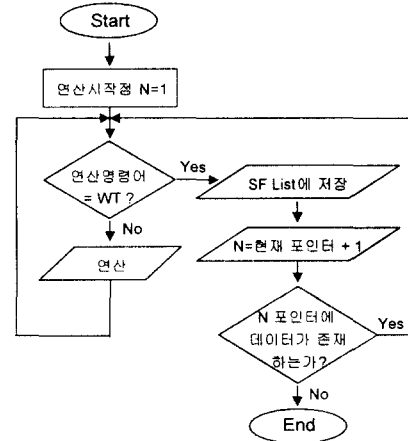 Start
연산시작점 N=1
연산명령어
= WT ?
Yes
No
연산
SF List에 저장
N=현재 포인터 + 1
N 포인터에
데이터가 존재
하는가?
Yes
No
End